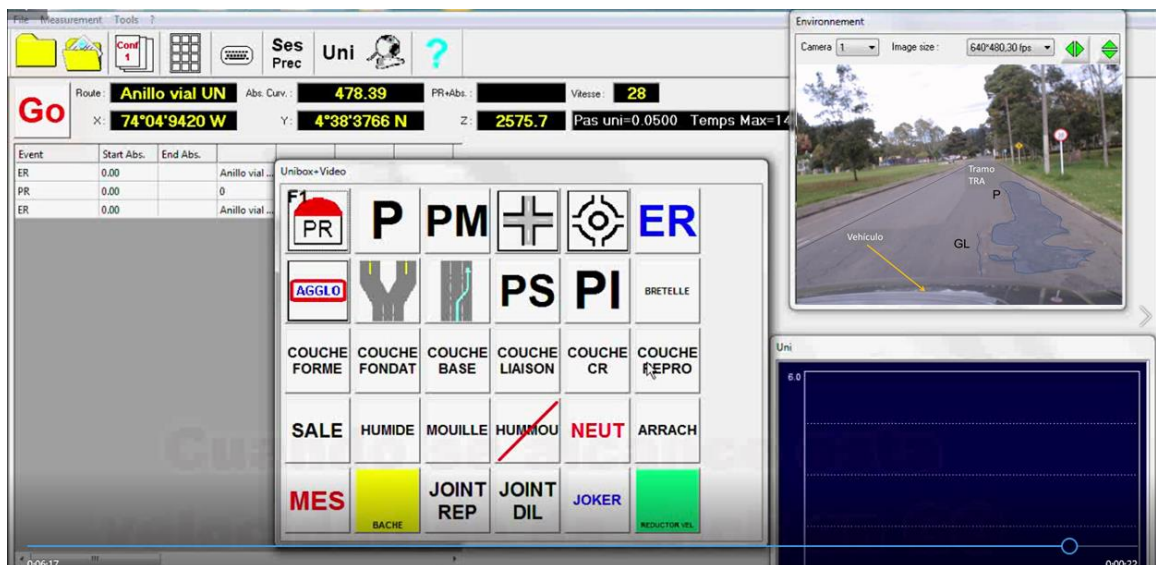 File Measurement Tools ?
Conf 1
Ses Prec
Uni
?
Go
Route : Anillo vial UN Abs. Curv. : 478.39 PR+Abs. : Vitesse : 28
X: 74°04'9420 W Y: 4°38'3766 N Z: 2575.7 Pas uni=0.0500 Temps Max=14
Event Start Abs. End Abs.
ER 0.00 Anillo vial ...
PR 0.00 0
ER 0.00 Anillo vial ...
Unibox+Video
F1 PR P PM ER
AGGLO PS PI BRETELLE
COUCHE FORME COUCHE FONDAT COUCHE BASE COUCHE LIAISON COUCHE CR COUCHE REPRO
SALE HUMIDE MOUILLE HUMMOU NEUT ARRACH
MES BACHE JOINT REP JOINT DIL JOKER REDUCTOR VEL
Environnement
Camera 1 Image size : 640*480,30 fps
Tramo
TRA
P
Vehículo
GL
Uni
6.0
0:06:17
0:00:22